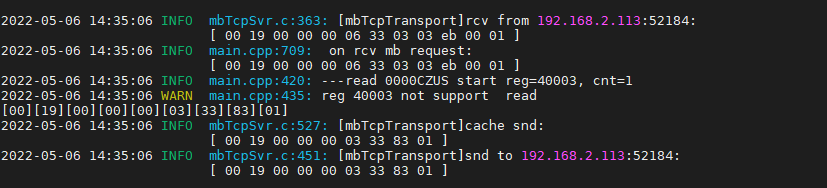 2022-05-06 14:35:06 INFO  mbTcpSvr.c:363: [mbTcpTransport]rcv from 192.168.2.113:52184:
[ 00 19 00 00 00 06 33 03 03 eb 00 01 ]
2022-05-06 14:35:06 INFO  main.cpp:709:  on rcv mb request:
[ 00 19 00 00 00 06 33 03 03 eb 00 01 ]
2022-05-06 14:35:06 INFO  main.cpp:420: ---read 0000CZUS start reg=40003, cnt=1
2022-05-06 14:35:06 WARN  main.cpp:435: reg 40003 not support  read
[00][19][00][00][00][03][33][83][01]
2022-05-06 14:35:06 INFO  mbTcpSvr.c:527: [mbTcpTransport]cache snd:
[ 00 19 00 00 00 03 33 83 01 ]
2022-05-06 14:35:06 INFO  mbTcpSvr.c:451: [mbTcpTransport]snd to 192.168.2.113:52184:
[ 00 19 00 00 00 03 33 83 01 ]